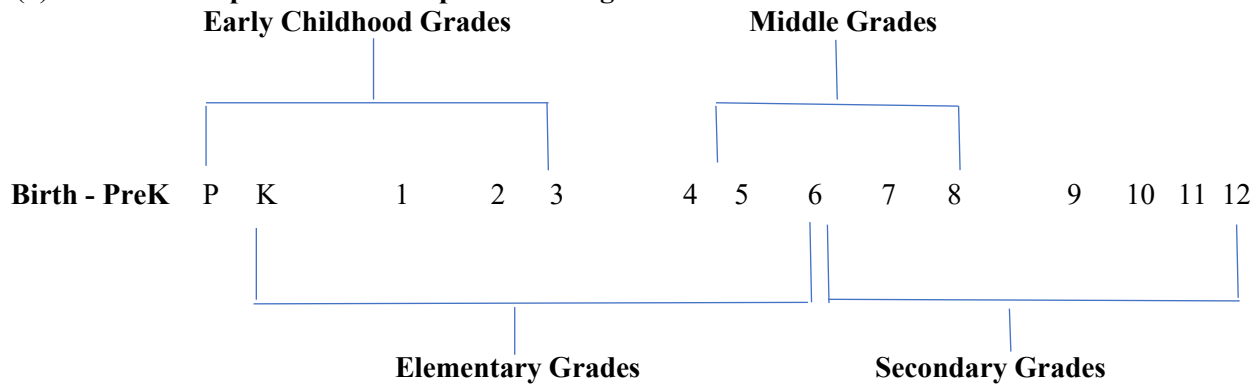 Early Childhood Grades Middle Grades
Birth - PreK P K 1 2 3 4 5 6 7 8 9 10 11 12
Elementary Grades Secondary Grades